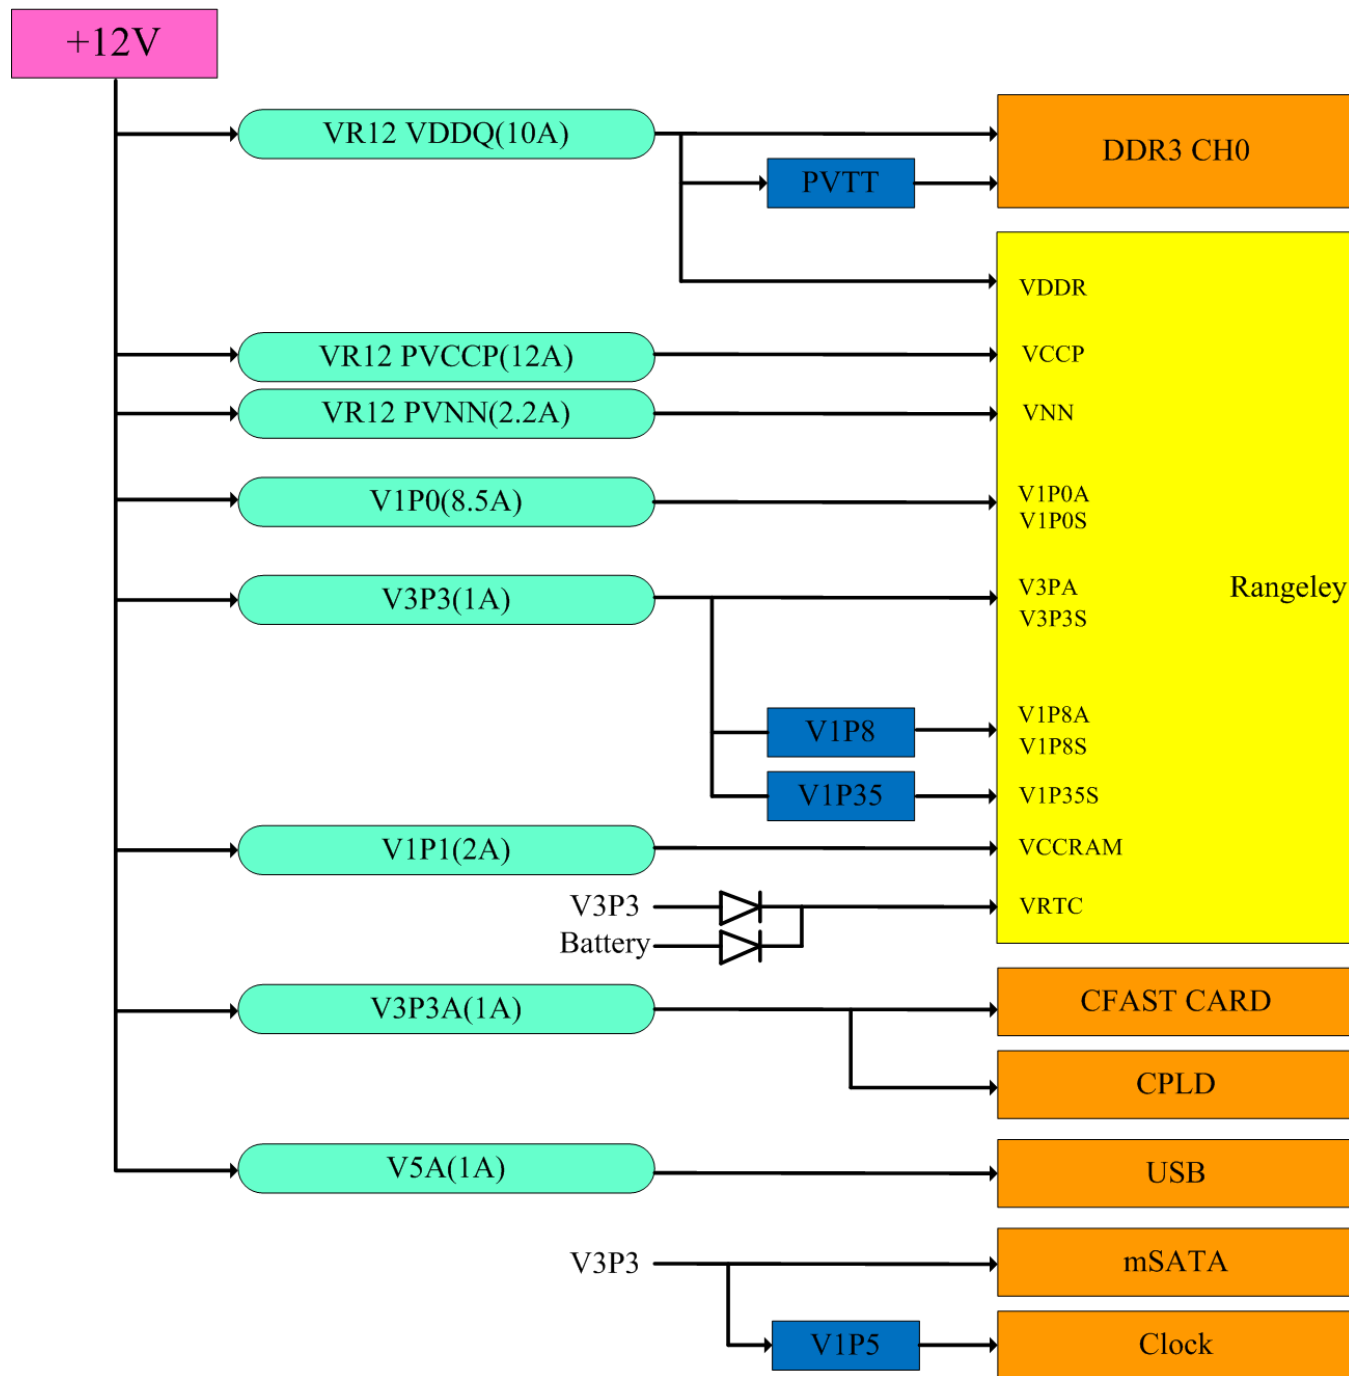 +12V
VR12 VDDQ(10A)
DDR3 CH0
PVTT
VDDR
VR12 PVCCP(12A)
VCCP
VR12 PVNN(2.2A)
VNN
V1P0(8.5A)
V1P0A
V1P0S
V3P3(1A)
V3PA
Rangeley
V3P3S
V1P8
V1P8A
V1P8S
V1P35
V1P35S
V1P1(2A)
VCCRAM
V3P3
VRTC
Battery
V3P3A(1A)
CFAST CARD
CPLD
V5A(1A)
USB
V3P3
mSATA
V1P5
Clock